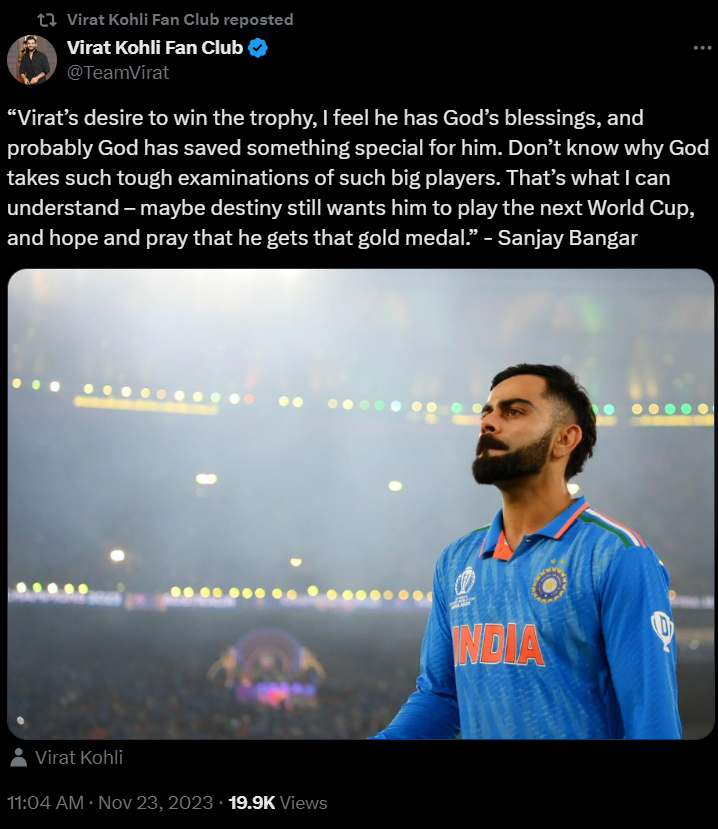 Virat Kohli Fan Club reposted
Virat Kohli Fan Club
@TeamVirat
“Virat’s desire to win the trophy, I feel he has God’s blessings, and
probably God has saved something special for him. Don’t know why God
takes such tough examinations of such big players. That’s what I can
understand – maybe destiny still wants him to play the next World Cup,
and hope and pray that he gets that gold medal.” - Sanjay Bangar
INDIA
Virat Kohli
11:04 AM · Nov 23, 2023 · 19.9K Views